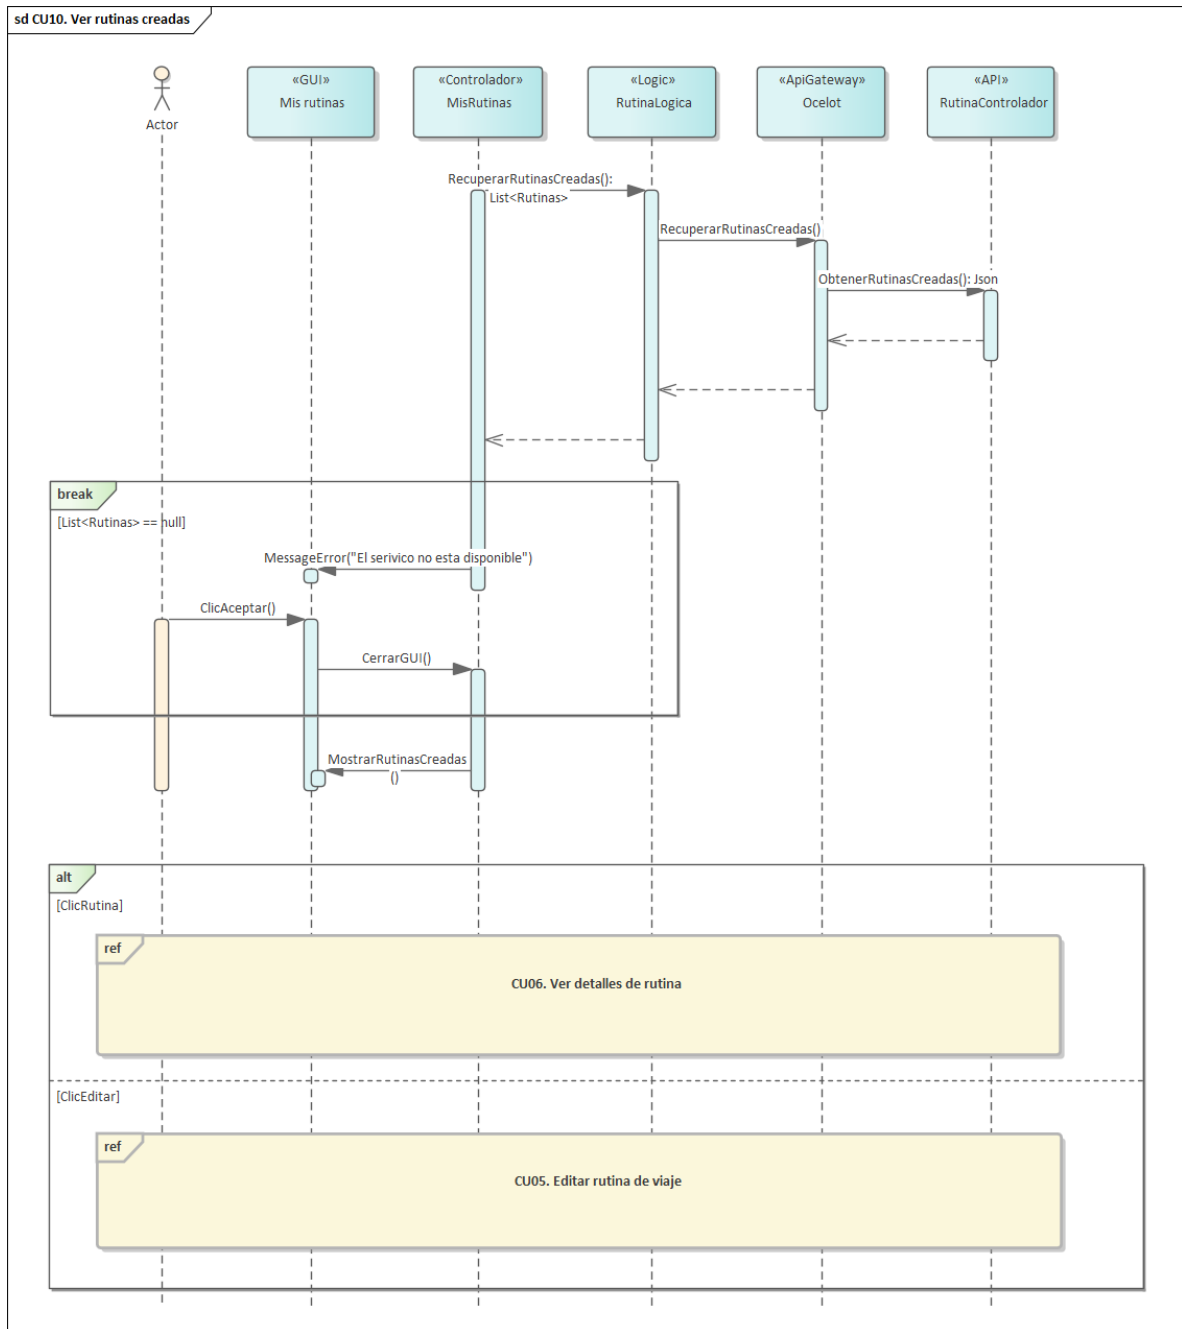 sd CU10. Ver rutinas creadas
Actor
«GUI»
Mis rutinas
«Controlador»
MisRutinas
«Logic»
RutinaLogica
«ApiGateway»
Ocelot
«API»
RutinaControlador
RecuperarRutinasCreadas():
List<Rutinas>
RecuperarRutinasCreadas()
ObtenerRutinasCreadas(): Json
break
[List<Rutinas> == null]
MessageError("El serivico no esta disponible")
ClicAceptar()
CerrarGUI()
MostrarRutinasCreadas
()
alt
[ClicRutina]
ref
CU06. Ver detalles de rutina
[ClicEditar]
ref
CU05. Editar rutina de viaje